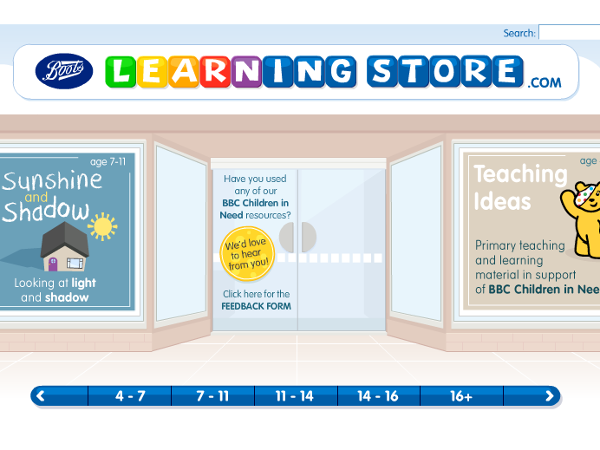 Search:
Boots
LEARNING STORE.COM
age 7-11
Sunshine
and
Shadow
Looking at light
and shadow
Have you used
any of our
BBC Children in
Need resources?
We'd love
to hear
from you!
Click here for the
FEEDBACK FORM
age
Teaching
Ideas
Primary teaching
and learning
material in support
of BBC Children in Nee
4 - 7
7 - 11
11 - 14
14 - 16
16+